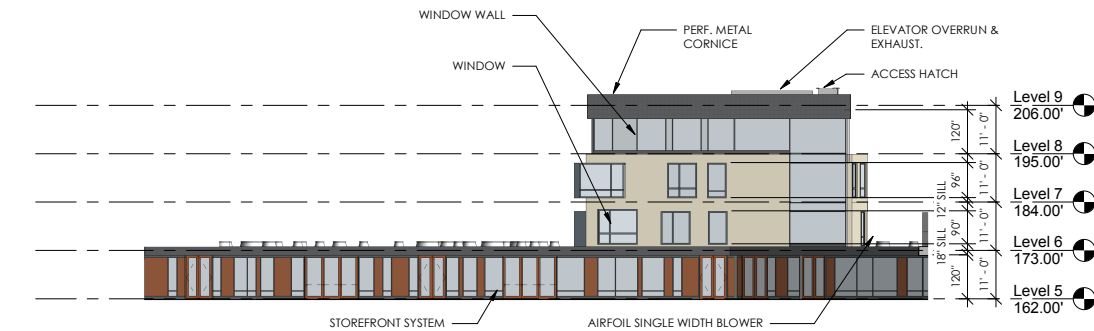 WINDOW WALL
PERF. METAL
CORNICE
ELEVATOR OVERRUN &
EXHAUST.
WINDOW
ACCESS HATCH
Level 9
206.00'
120"
11' - 0"
Level 8
195.00'
96"
11' - 0"
12" SILL
Level 7
184.00'
90"
11' - 0"
18" SILL
Level 6
173.00'
120"
11' - 0"
Level 5
162.00'
STOREFRONT SYSTEM
AIRFOIL SINGLE WIDTH BLOWER